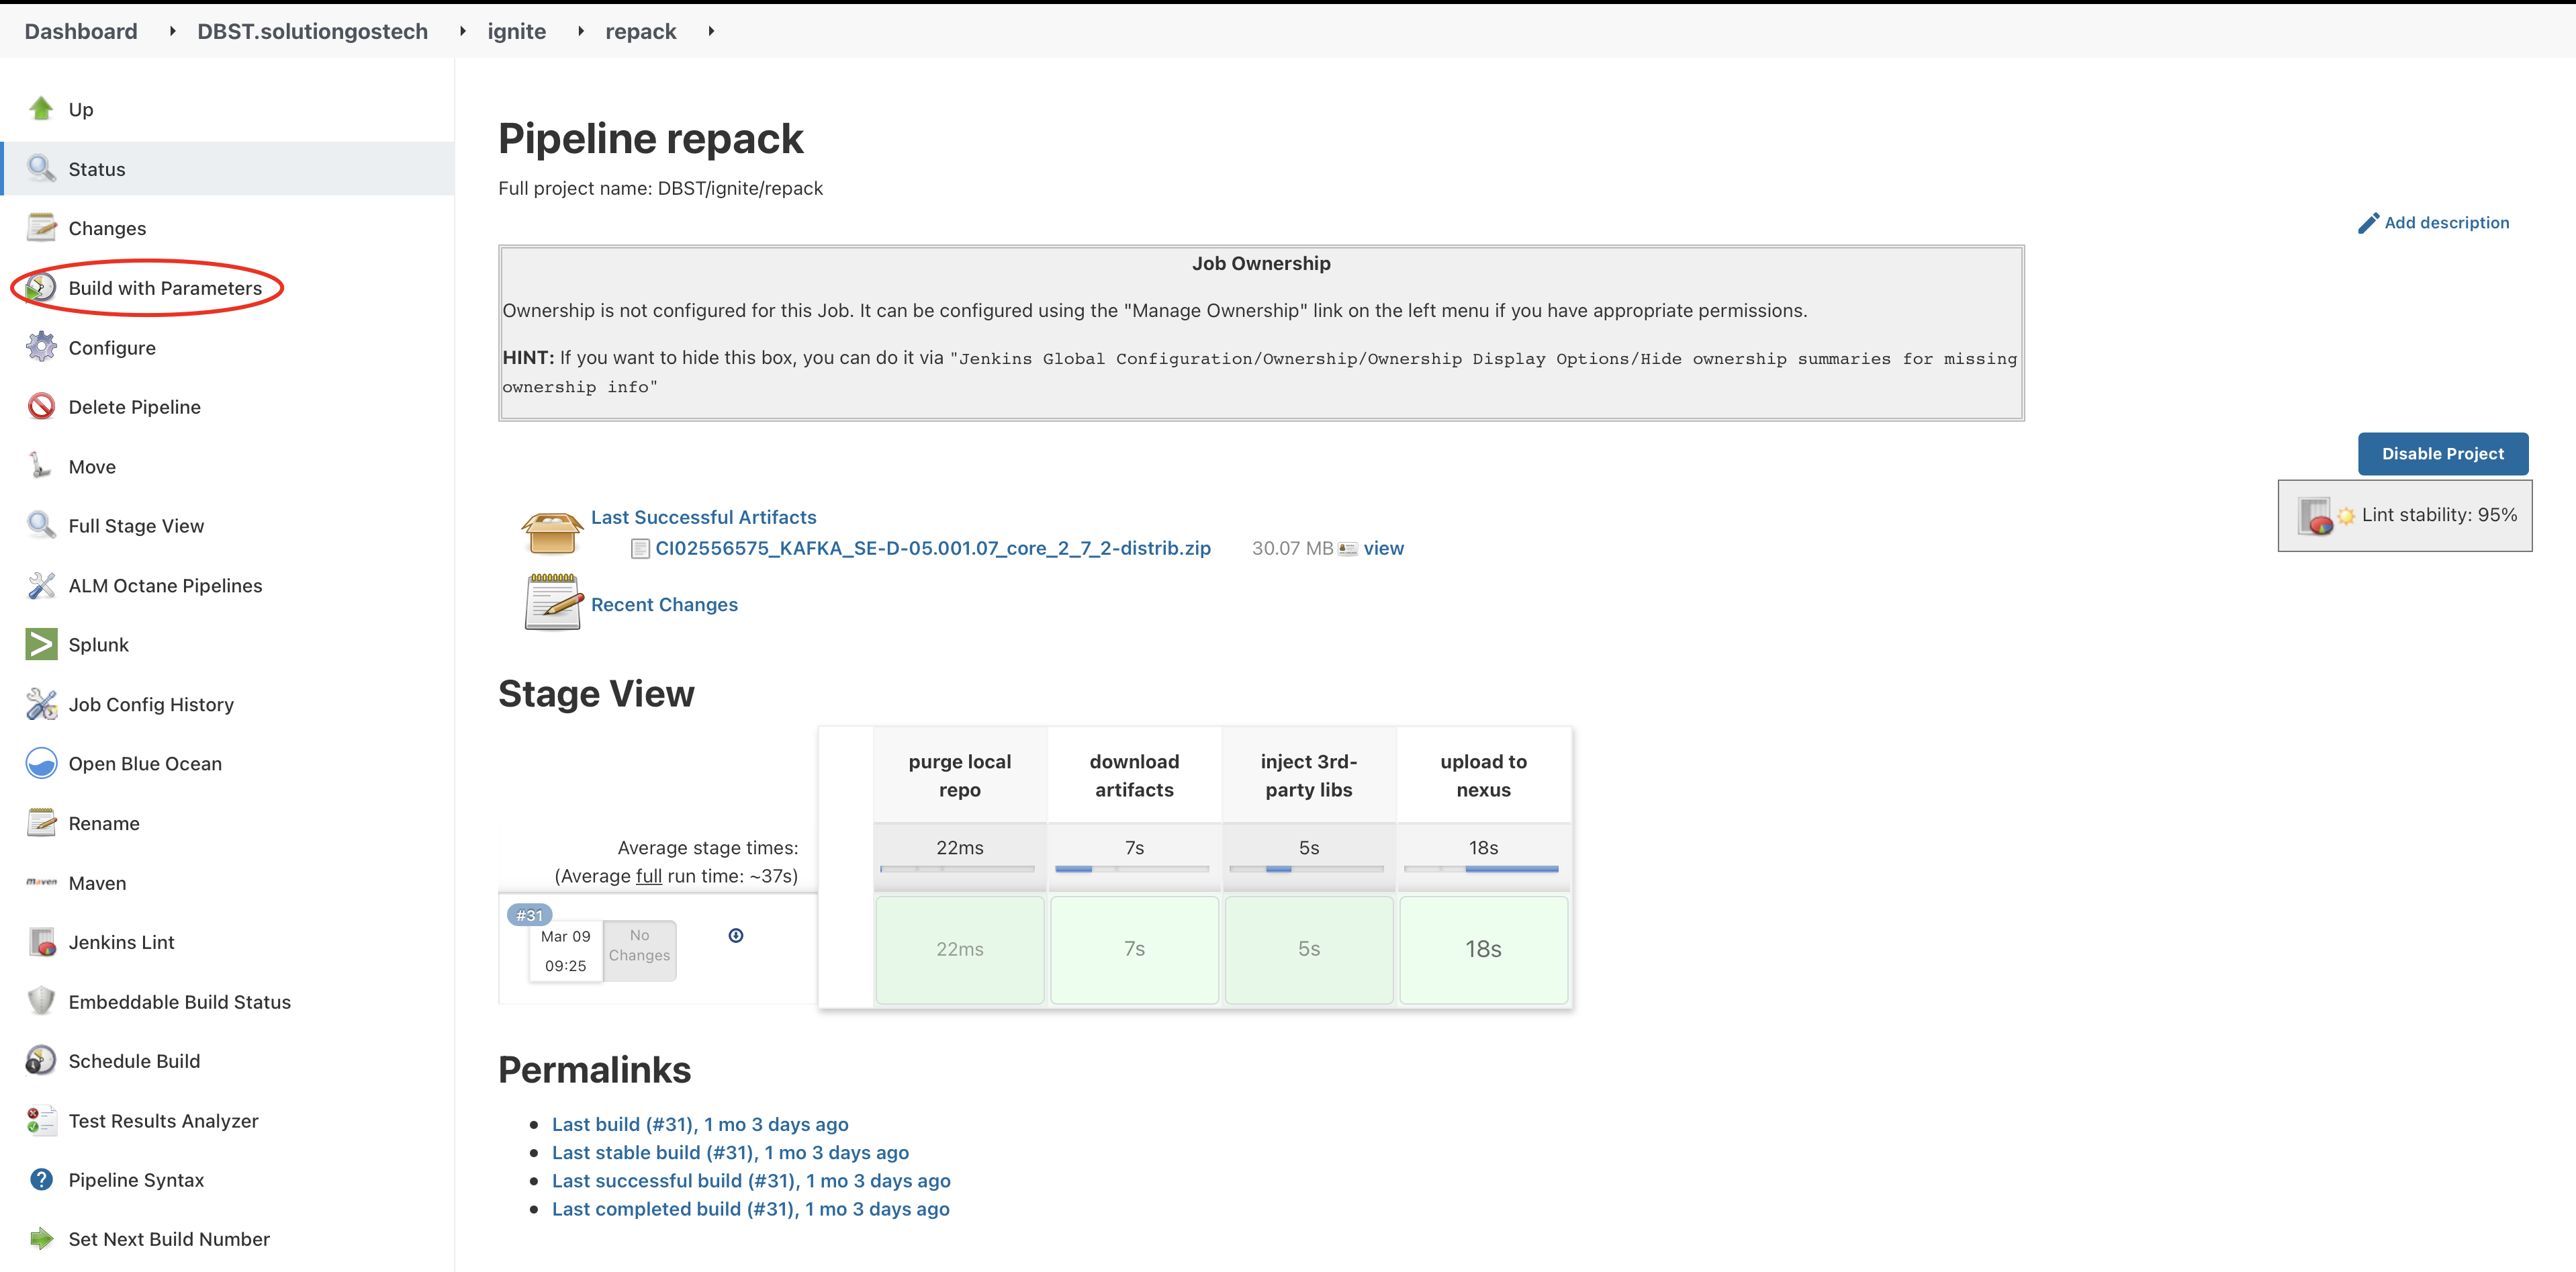 Dashboard DBST.solutiongostech ignite repack
Up
Status
Changes
Build with Parameters
Configure
Delete Pipeline
Move
Full Stage View
ALM Octane Pipelines
Splunk
Job Config History
Open Blue Ocean
Rename
Maven
Maven
Jenkins Lint
Embeddable Build Status
Schedule Build
Test Results Analyzer
Pipeline Syntax
Set Next Build Number
Pipeline repack
Full project name: DBST/ignite/repack
Add description
Job Ownership
Ownership is not configured for this Job. It can be configured using the "Manage Ownership" link on the left menu if you have appropriate permissions.
HINT: If you want to hide this box, you can do it via "Jenkins Global Configuration/Ownership/Ownership Display Options/Hide ownership summaries for missing
ownership info"
Disable Project
Lint stability: 95%
Last Successful Artifacts
CI02556575_KAFKA_SE-D-05.001.07_core_2_7_2-distrib.zip 30.07 MB view
Recent Changes
Stage View
purge local
repo
download
artifacts
inject 3rd-
party libs
upload to
nexus
Average stage times:
(Average full run time: ~37s)
22ms 7s 5s 18s
#31
Mar 09
09:25
No
Changes
22ms 7s 5s 18s
Permalinks
Last build (#31), 1 mo 3 days ago
Last stable build (#31), 1 mo 3 days ago
Last successful build (#31), 1 mo 3 days ago
Last completed build (#31), 1 mo 3 days ago